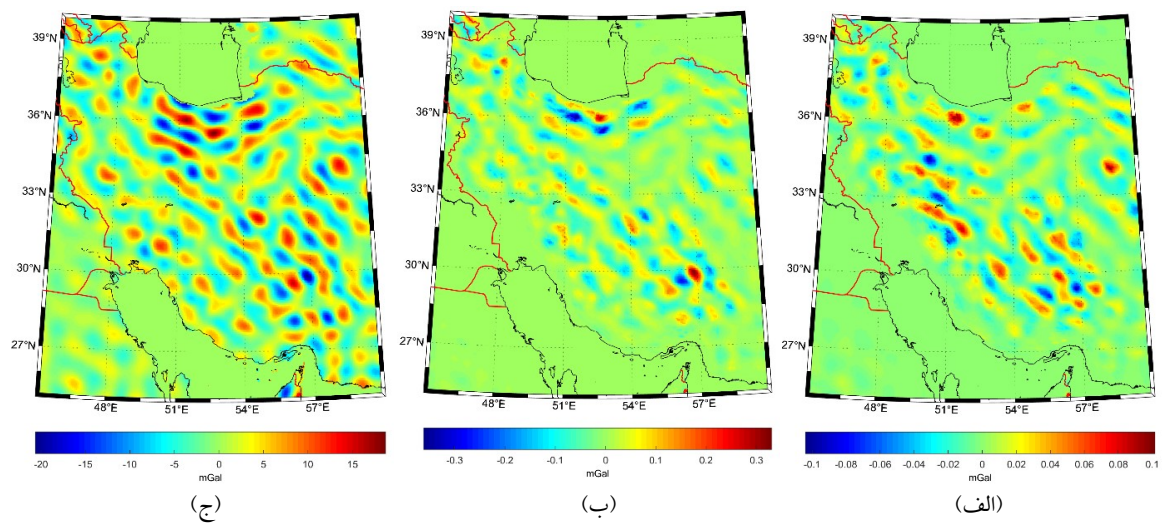 39°N
36°N
33°N
30°N
27°N
48°E 51°E 54°E 57°E
-20 -15 -10 -5 0 5 10 15
mGal
(ج)
39°N
36°N
33°N
30°N
27°N
48°E 51°E 54°E 57°E
-0.3 -0.2 -0.1 0 0.1 0.2 0.3
mGal
(ب)
39°N
36°N
33°N
30°N
27°N
48°E 51°E 54°E 57°E
-0.1 -0.08 -0.06 -0.04 -0.02 0 0.02 0.04 0.06 0.08 0.1
mGal
(الف)